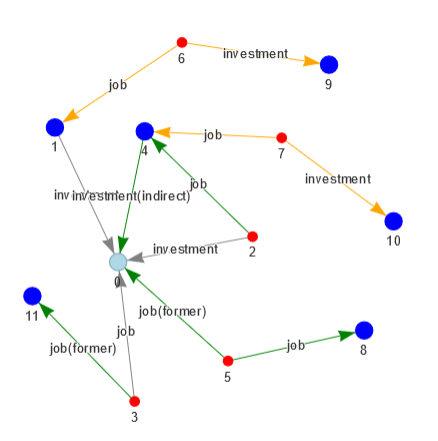 6
investment
job
9
1
4
job
7
job
investment
investment(indirect)
investment
2
10
0
11
job(former)
job
job(former)
job
8
5
3